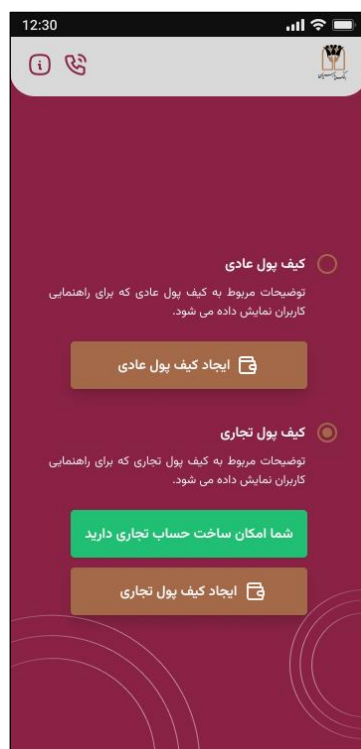 12:30
کیف پول عادی
توضیحات مربوط به کیف پول عادی که برای راهنمایی
کاربران نمایش داده می شود.
ایجاد کیف پول عادی
کیف پول تجاری
توضیحات مربوط به کیف پول تجاری که برای راهنمایی
کاربران نمایش داده می شود.
شما امکان ساخت حساب تجاری دارید
ایجاد کیف پول تجاری